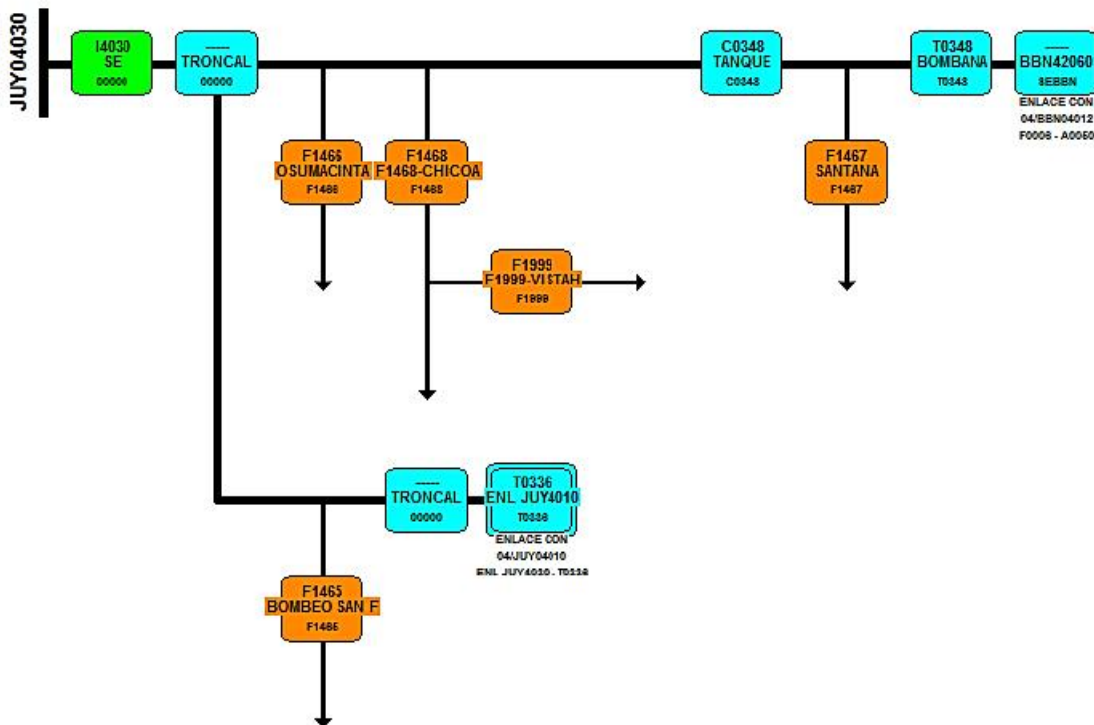 JUY04030
I4030
SE
00000
-----
TRONCAL
00000
C0348
TANQUE
C0348
T0348
BOMBANA
T0348
-----
BBN42060
SEBBN
ENLACE CON
04/BBN04012
F0006 - A0050
F1466
OSUMACINTA
F1466
F1468
F1468-CHICOA
F1468
F1467
SANTANA
F1467
F1999
F1999-VISTAH
F1999
-----
TRONCAL
00000
T0336
ENL JUY4010
T0336
ENLACE CON
04/JUY04010
ENL JUY4030 - T0336
F1465
BOMBEO SAN F
F1465